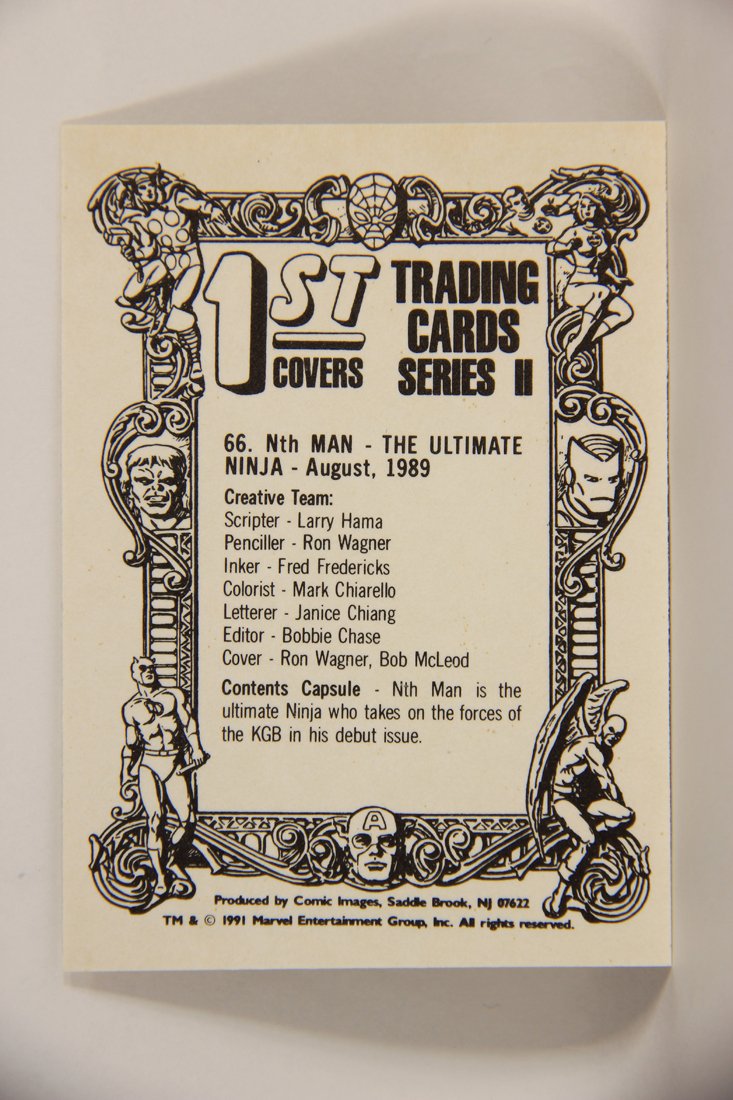 1ST COVERS
TRADING
CARDS
SERIES II
66. Nth MAN - THE ULTIMATE
NINJA - August, 1989
Creative Team:
Scripter - Larry Hama
Penciller - Ron Wagner
Inker - Fred Fredericks
Colorist - Mark Chiarello
Letterer - Janice Chiang
Editor - Bobbie Chase
Cover - Ron Wagner, Bob McLeod
Contents Capsule - Nth Man is the
ultimate Ninja who takes on the forces of
the KGB in his debut issue.
A
Produced by Comic Images, Saddle Brook, NJ 07622
TM & © 1991 Marvel Entertainment Group, Inc. All rights reserved.